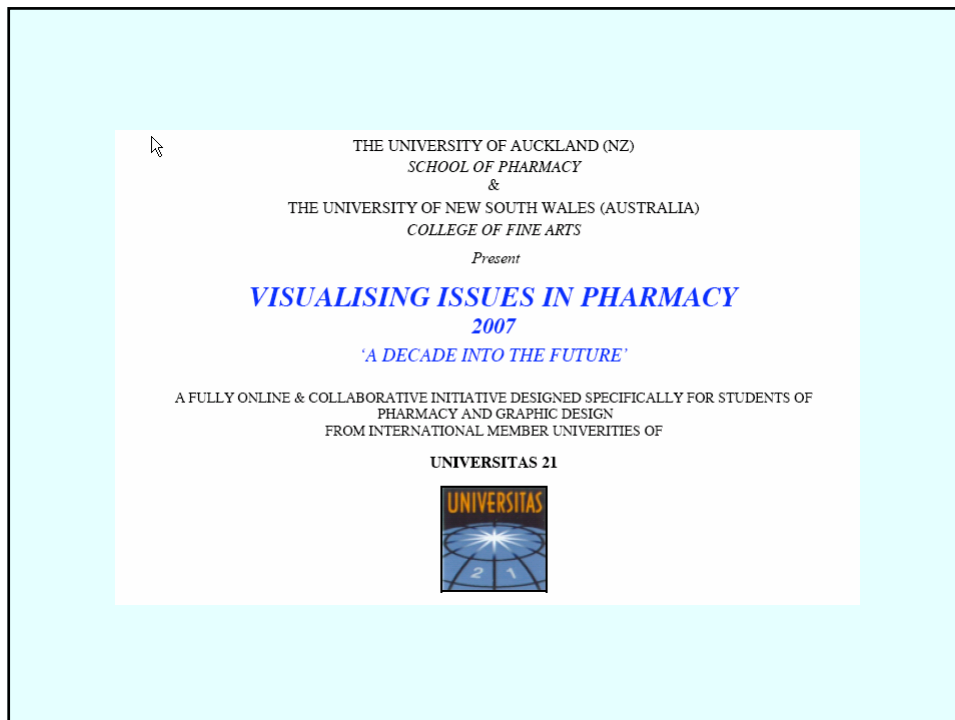 THE UNIVERSITY OF AUCKLAND (NZ)
SCHOOL OF PHARMACY
&
THE UNIVERSITY OF NEW SOUTH WALES (AUSTRALIA)
COLLEGE OF FINE ARTS
Present
VISUALISING ISSUES IN PHARMACY
2007
‘A DECADE INTO THE FUTURE’
A FULLY ONLINE & COLLABORATIVE INITIATIVE DESIGNED SPECIFICALLY FOR STUDENTS OF
PHARMACY AND GRAPHIC DESIGN
FROM INTERNATIONAL MEMBER UNIVERITIES OF
UNIVERSITAS 21
UNIVERSITAS
2 1